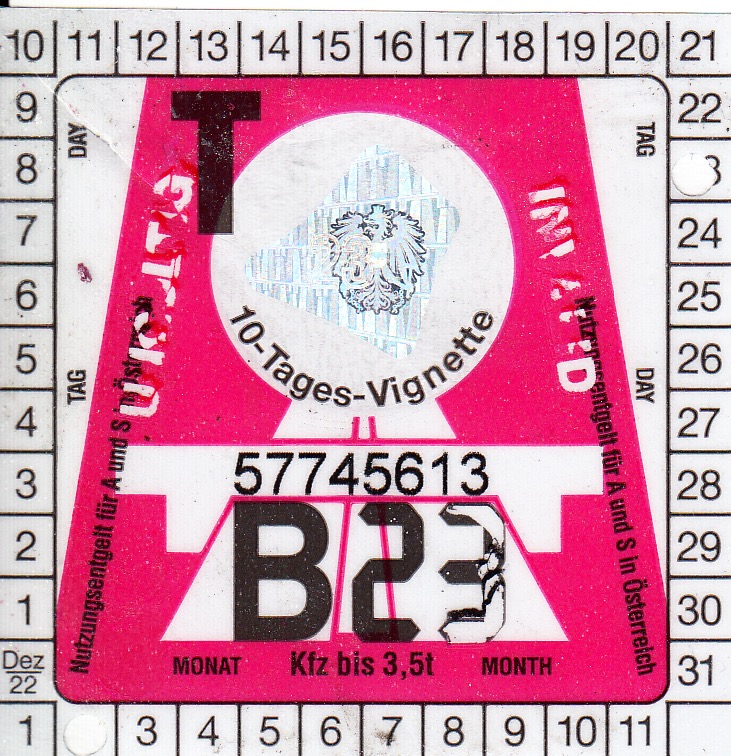 10 11 12 13 14 15 16 17 18 19 20 21
9 DAY T TAG 22
8
7 24
6 25
5 26
4 27
3 28
2 29
1 30
Dez
22
31
10-Tages-Vignette
INVALID
TAG DAY
Nutzungsentgelt für A und S in Österreich
Nutzungsentgelt für A und S in Österreich
57745613
B23
MONAT Kfz bis 3,5t MONTH
1 3 4 5 6 7 8 9 10 11